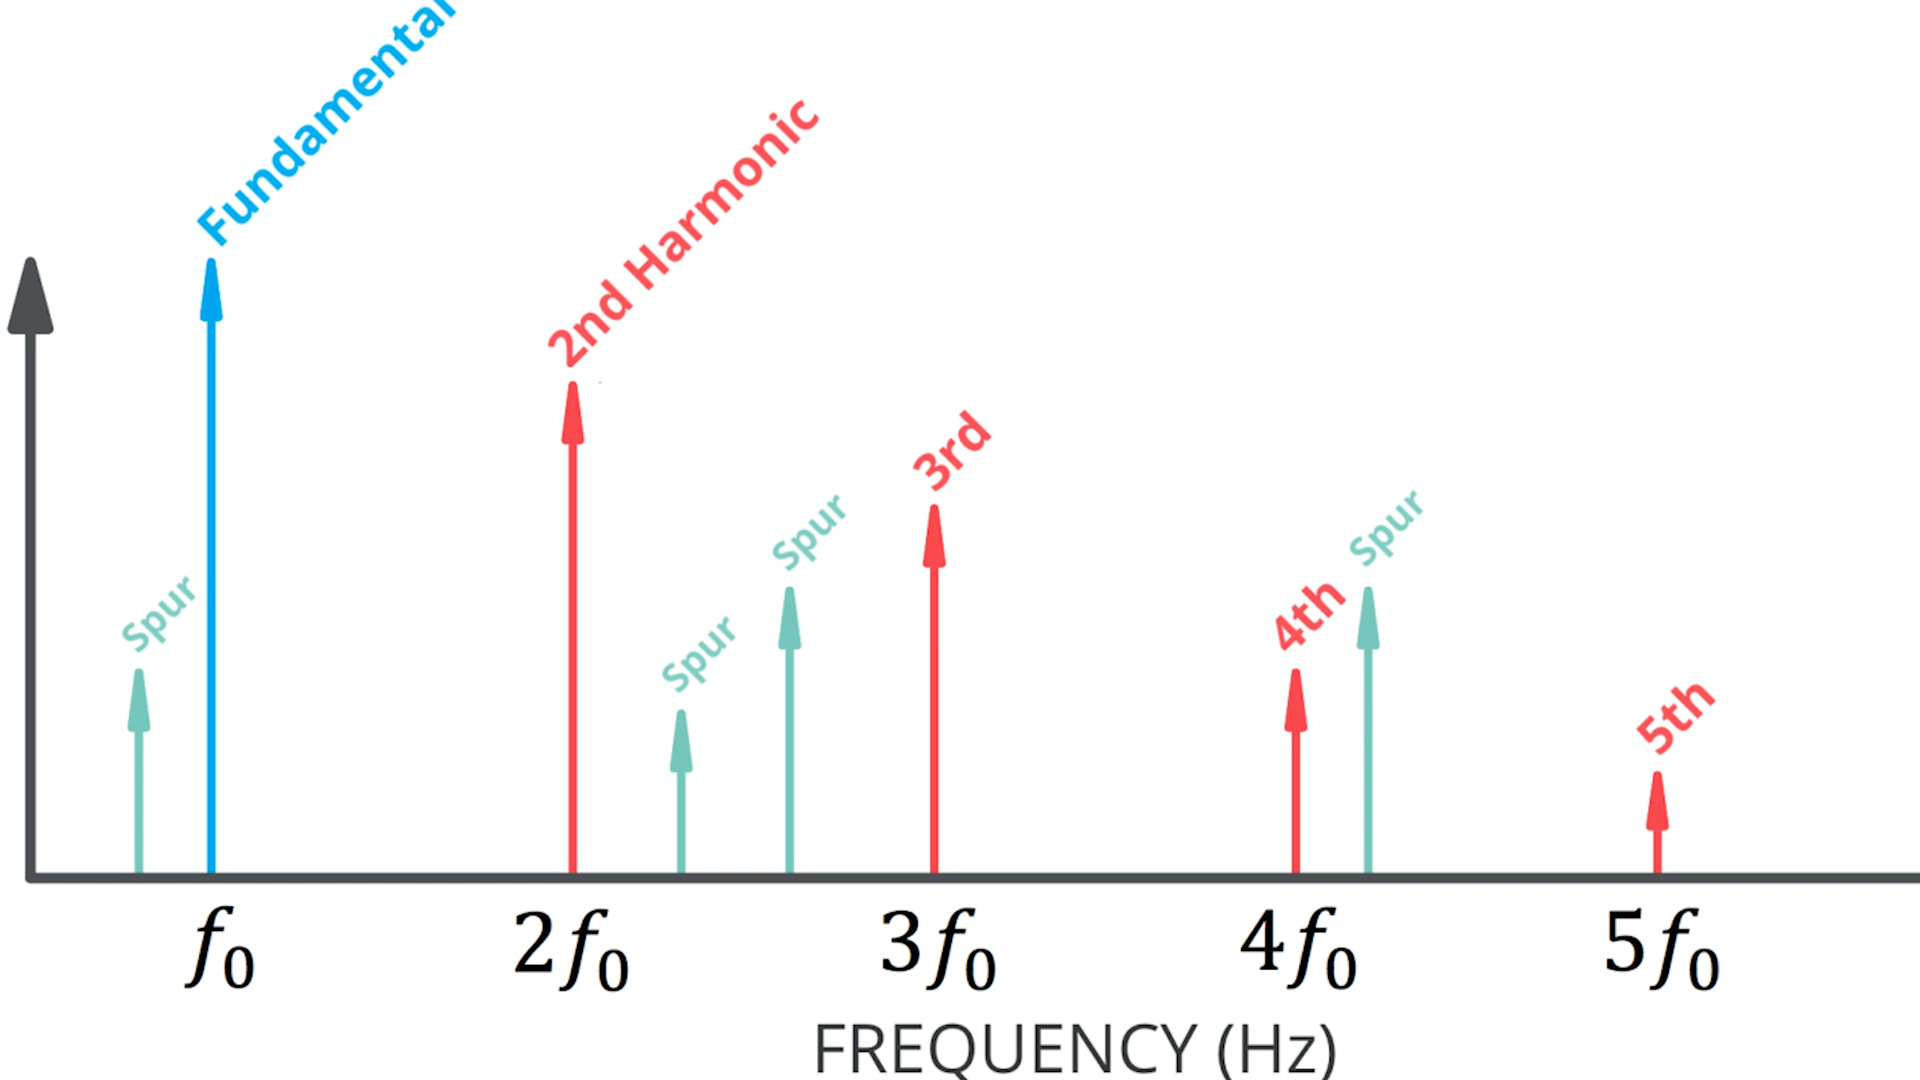 Fundamental
2nd Harmonic
3rd
Spur
Spur
4th
Spur
Spur
5th
f₀
2f₀
3f₀
4f₀
5f₀
FREQUENCY (Hz)